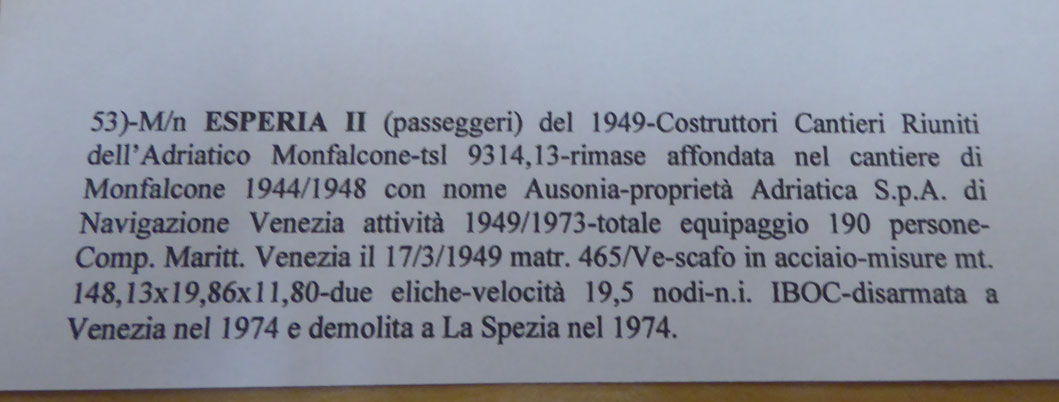 53)-M/n ESPERIA II (passeggeri) del 1949-Costruttori Cantieri Riuniti
dell'Adriatico Monfalcone-tsl 9314,13-rimase affondata nel cantiere di
Monfalcone 1944/1948 con nome Ausonia-proprietà Adriatica S.p.A. di
Navigazione Venezia attività 1949/1973-totale equipaggio 190 persone-
Comp. Maritt. Venezia il 17/3/1949 matr. 465/Ve-scafo in acciaio-misure mt.
148,13x19,86x11,80-due eliche-velocità 19,5 nodi-n.i. IBOC-disarmata a
Venezia nel 1974 e demolita a La Spezia nel 1974.